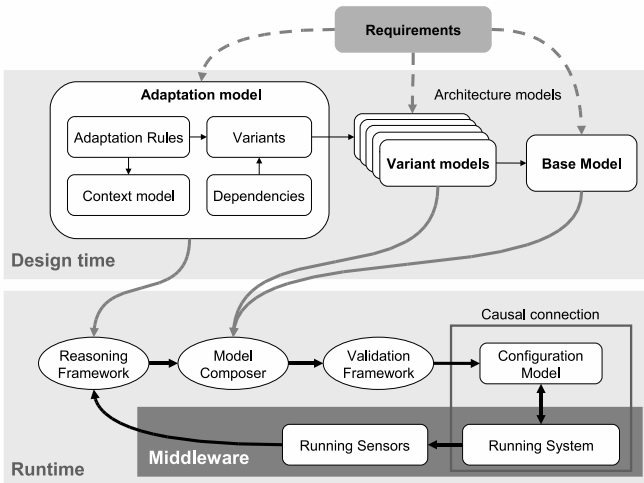 Requirements
Adaptation model
Architecture models
Adaptation Rules
Variants
Variant models
Base Model
Context model
Dependencies
Design time
Causal connection
Reasoning
Framework
Model
Composer
Validation
Framework
Configuration
Model
Running Sensors
Running System
Middleware
Runtime